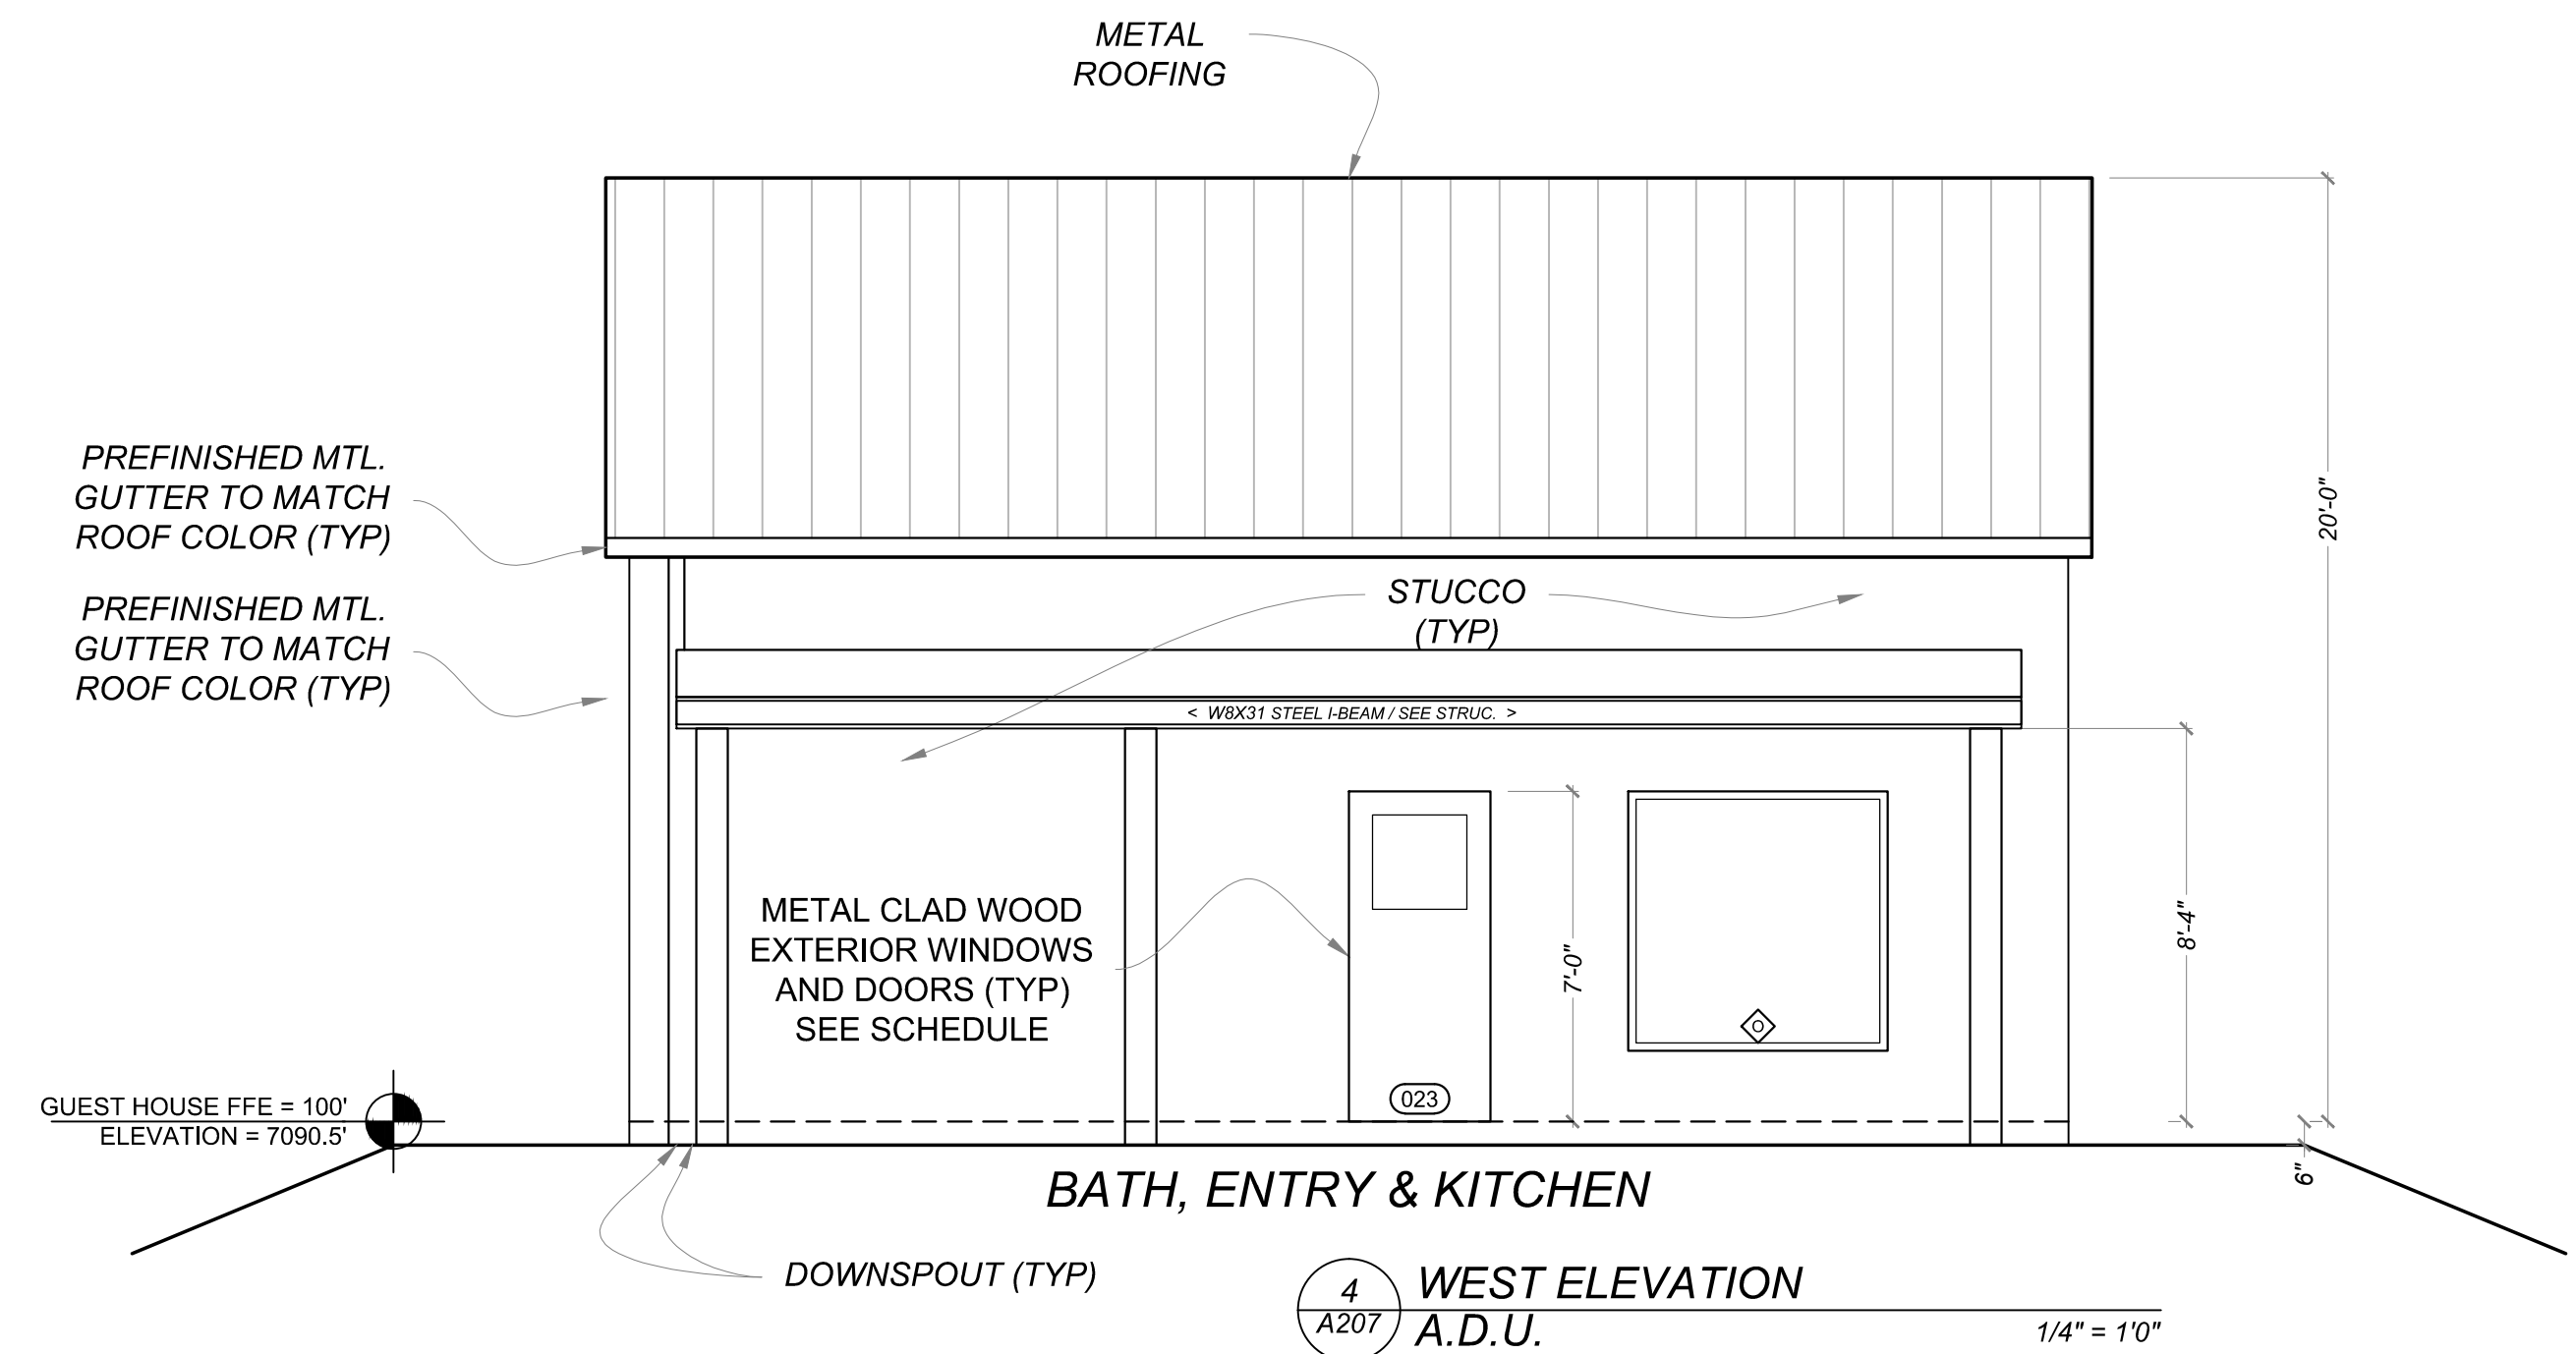 METAL
ROOFING
PREFINISHED MTL.
GUTTER TO MATCH
ROOF COLOR (TYP)
20'-0"
STUCCO
(TYP)
PREFINISHED MTL.
GUTTER TO MATCH
ROOF COLOR (TYP)
< W8X31 STEEL I-BEAM / SEE STRUC. >
METAL CLAD WOOD
EXTERIOR WINDOWS
AND DOORS (TYP)
SEE SCHEDULE
7'-0"
8'-4"
O
023
GUEST HOUSE FFE = 100'
ELEVATION = 7090.5'
6"
BATH, ENTRY & KITCHEN
DOWNSPOUT (TYP)
4
A207
WEST ELEVATION
A.D.U.
1/4" = 1'0"